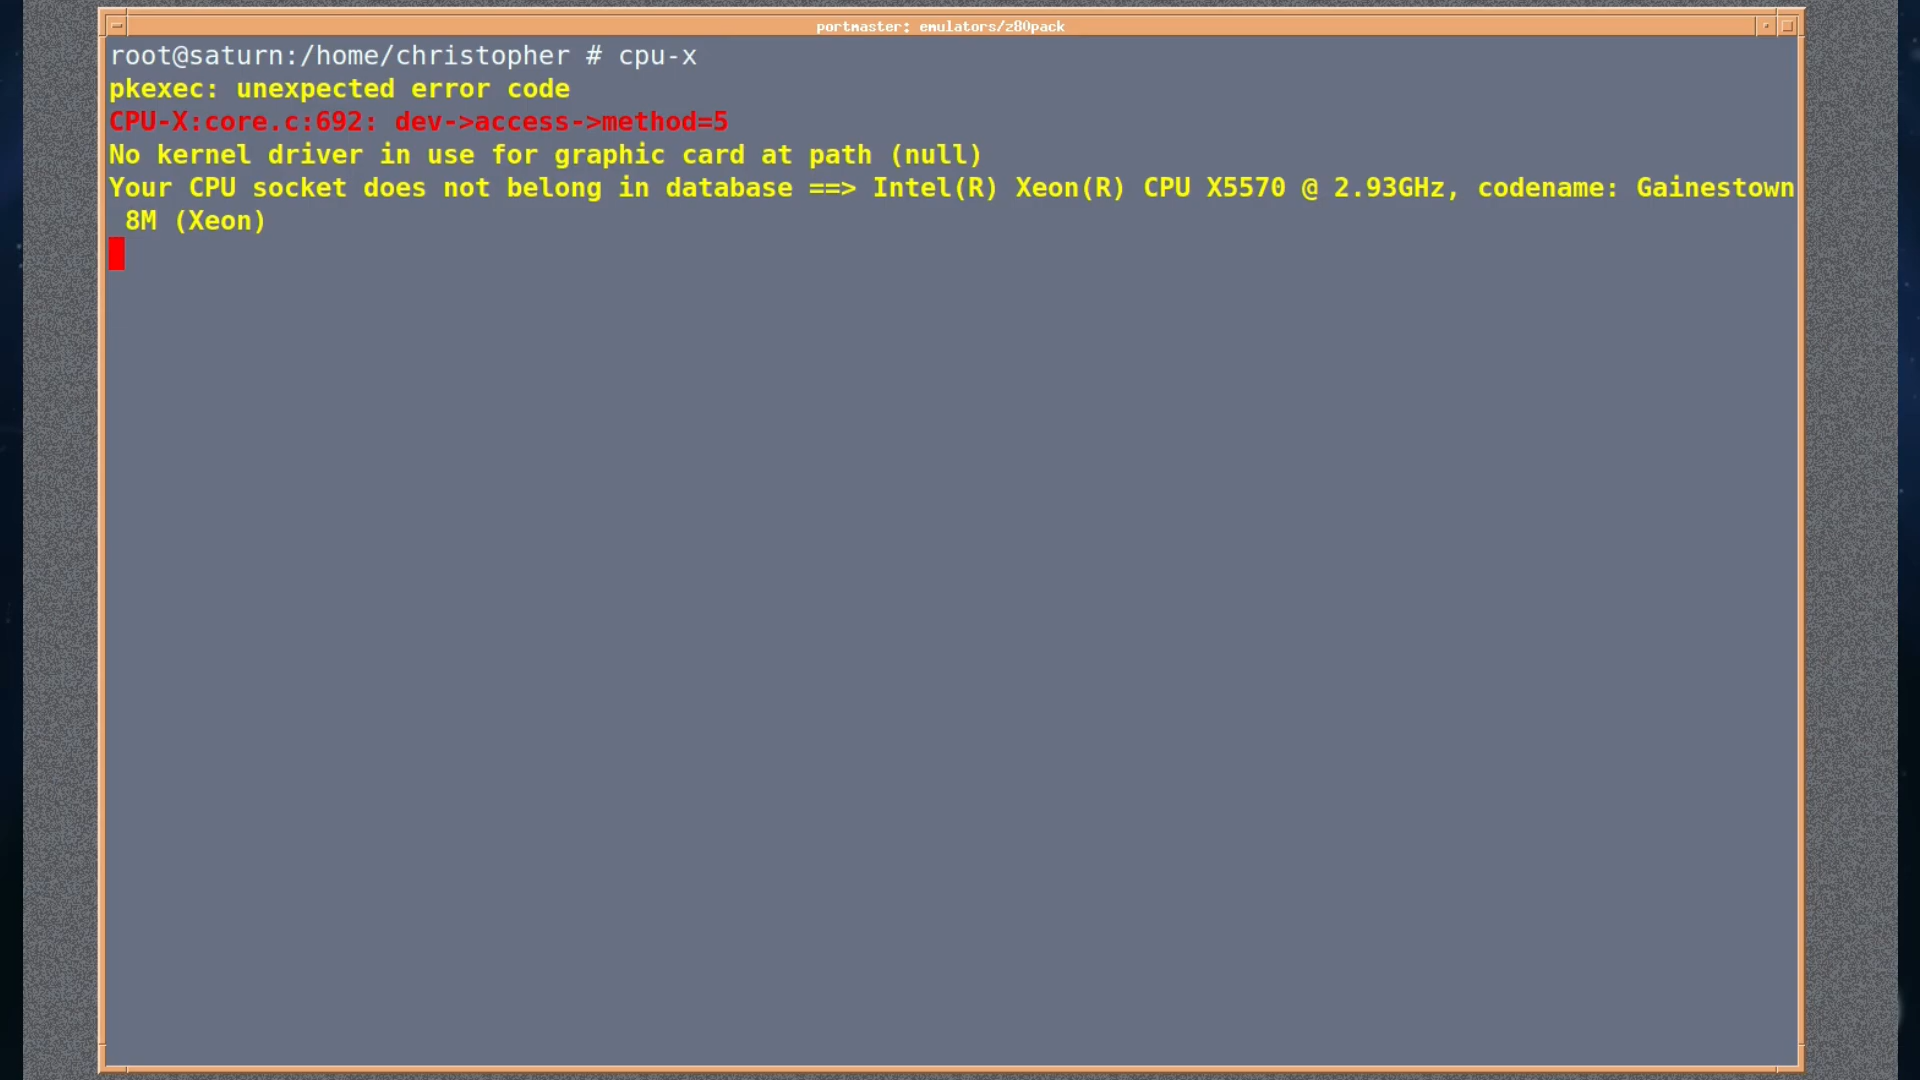 portmaster: emulators/z80pack
root@saturn:/home/christopher # cpu-x
pkexec: unexpected error code
CPU-X:core.c:692: dev->access->method=5
No kernel driver in use for graphic card at path (null)
Your CPU socket does not belong in database ==> Intel(R) Xeon(R) CPU X5570 @ 2.93GHz, codename: Gainestown
8M (Xeon)